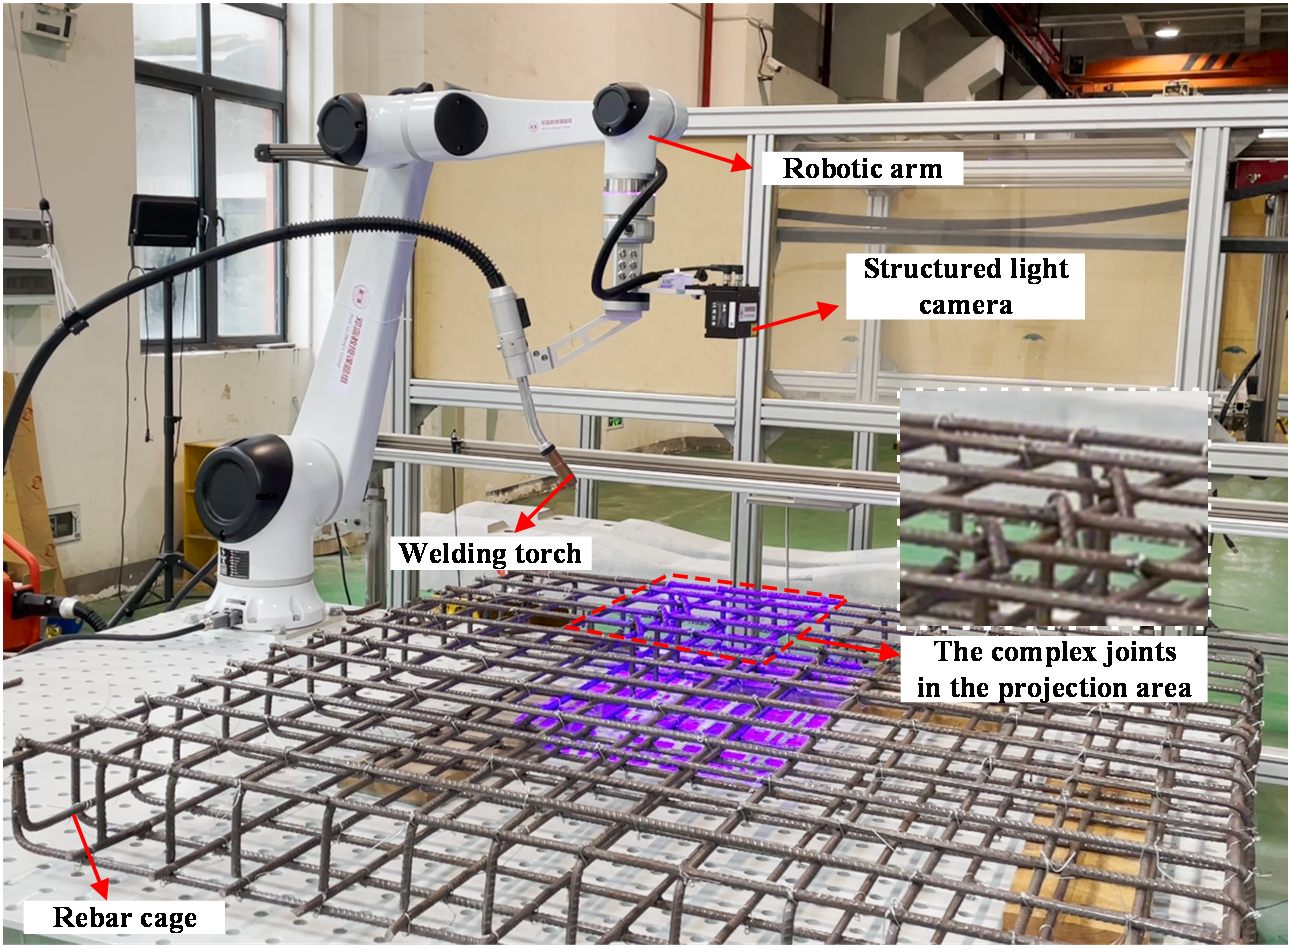 Robotic arm
Structured light
camera
Welding torch
The complex joints
in the projection area
Rebar cage